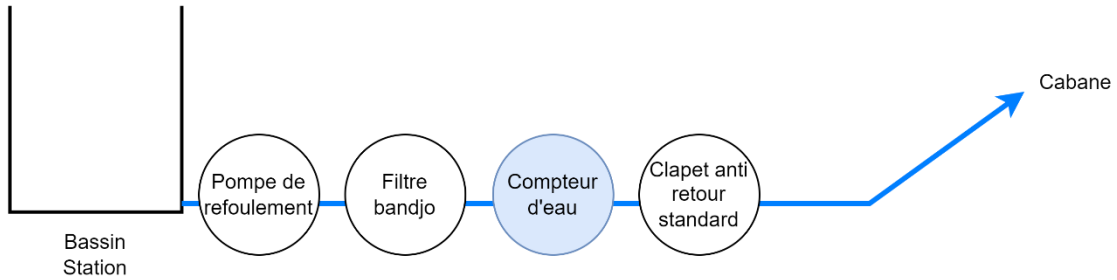 Bassin
Station
Pompe de
refoulement
Filtre
bandjo
Compteur
d'eau
Clapet anti
retour
standard
Cabane